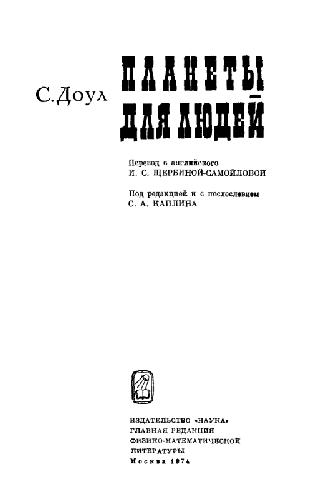 С. Доул
ПЛАНЕТЫ
ДЛЯ ЛЮДЕЙ
Перевод с английского
И. С. ЩЕРБИНОЙ-САМОЙЛОВОЙ
Под редакцией и с послесловием
С. А. КАПЛИНА
ИЗДАТЕЛЬСТВО «НАУКА»
ГЛАВНАЯ РЕДАКЦИЯ
ФИЗИКО-МАТЕМАТИЧЕСКОЙ
ЛИТЕРАТУРЫ
Москва 1974